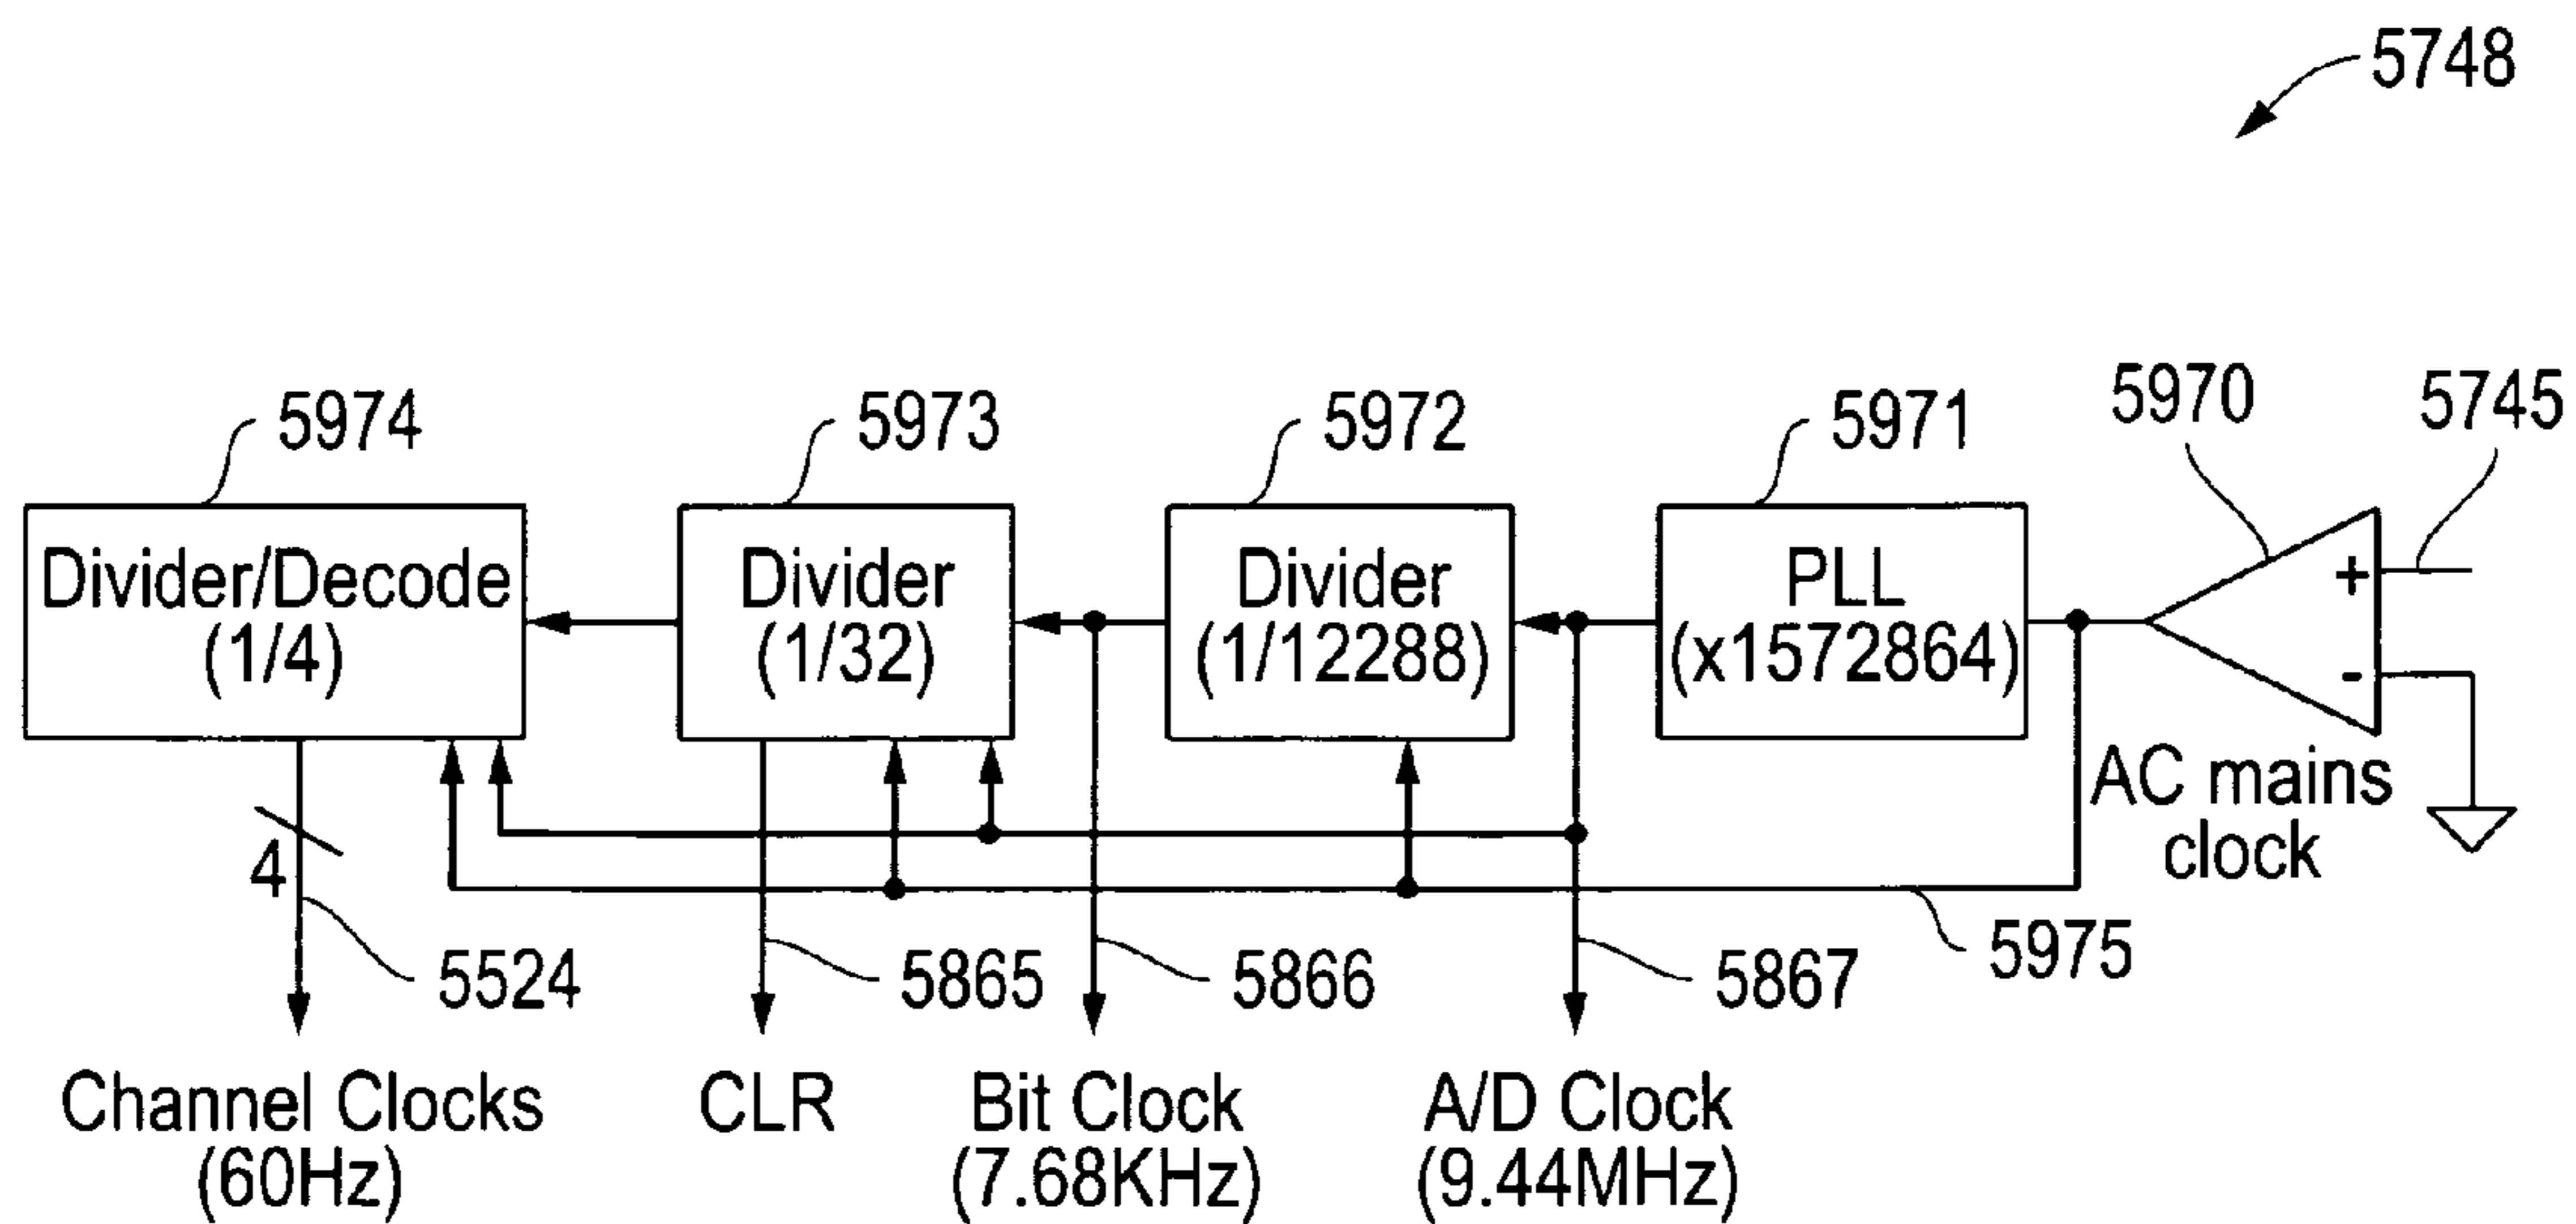 5748
5974
5973
5972
5971
5970
5745
Divider/Decode
(1/4)
Divider
(1/32)
Divider
(1/12288)
PLL
(x1572864)
+
-
AC mains
clock
4
5524
5865
5866
5867
5975
Channel Clocks
(60Hz)
CLR
Bit Clock
(7.68KHz)
A/D Clock
(9.44MHz)